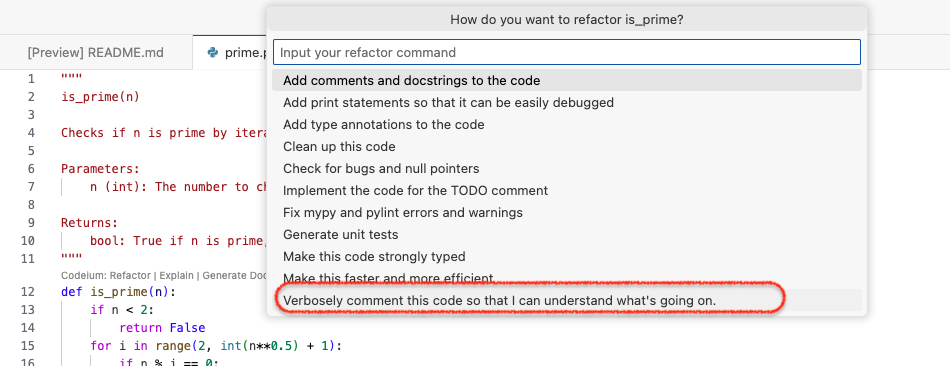 How do you want to refactor is_prime?
[Preview] README.md
prime.p
Input your refactor command
Add comments and docstrings to the code
Add print statements so that it can be easily debugged
Add type annotations to the code
Clean up this code
Check for bugs and null pointers
Implement the code for the TODO comment
Fix mypy and pylint errors and warnings
Generate unit tests
Make this code strongly typed
Make this faster and more efficient
Verbosely comment this code so that I can understand what's going on.
1 """
2 is_prime(n)
3
4 Checks if n is prime by itera
5
6 Parameters:
7 n (int): The number to ch
8
9 Returns:
10 bool: True if n is prime,
11 """
Codeium: Refactor | Explain | Generate Doc
12 def is_prime(n):
13 if n < 2:
14 return False
15 for i in range(2, int(n**0.5) + 1):
16 if n % i == 0: